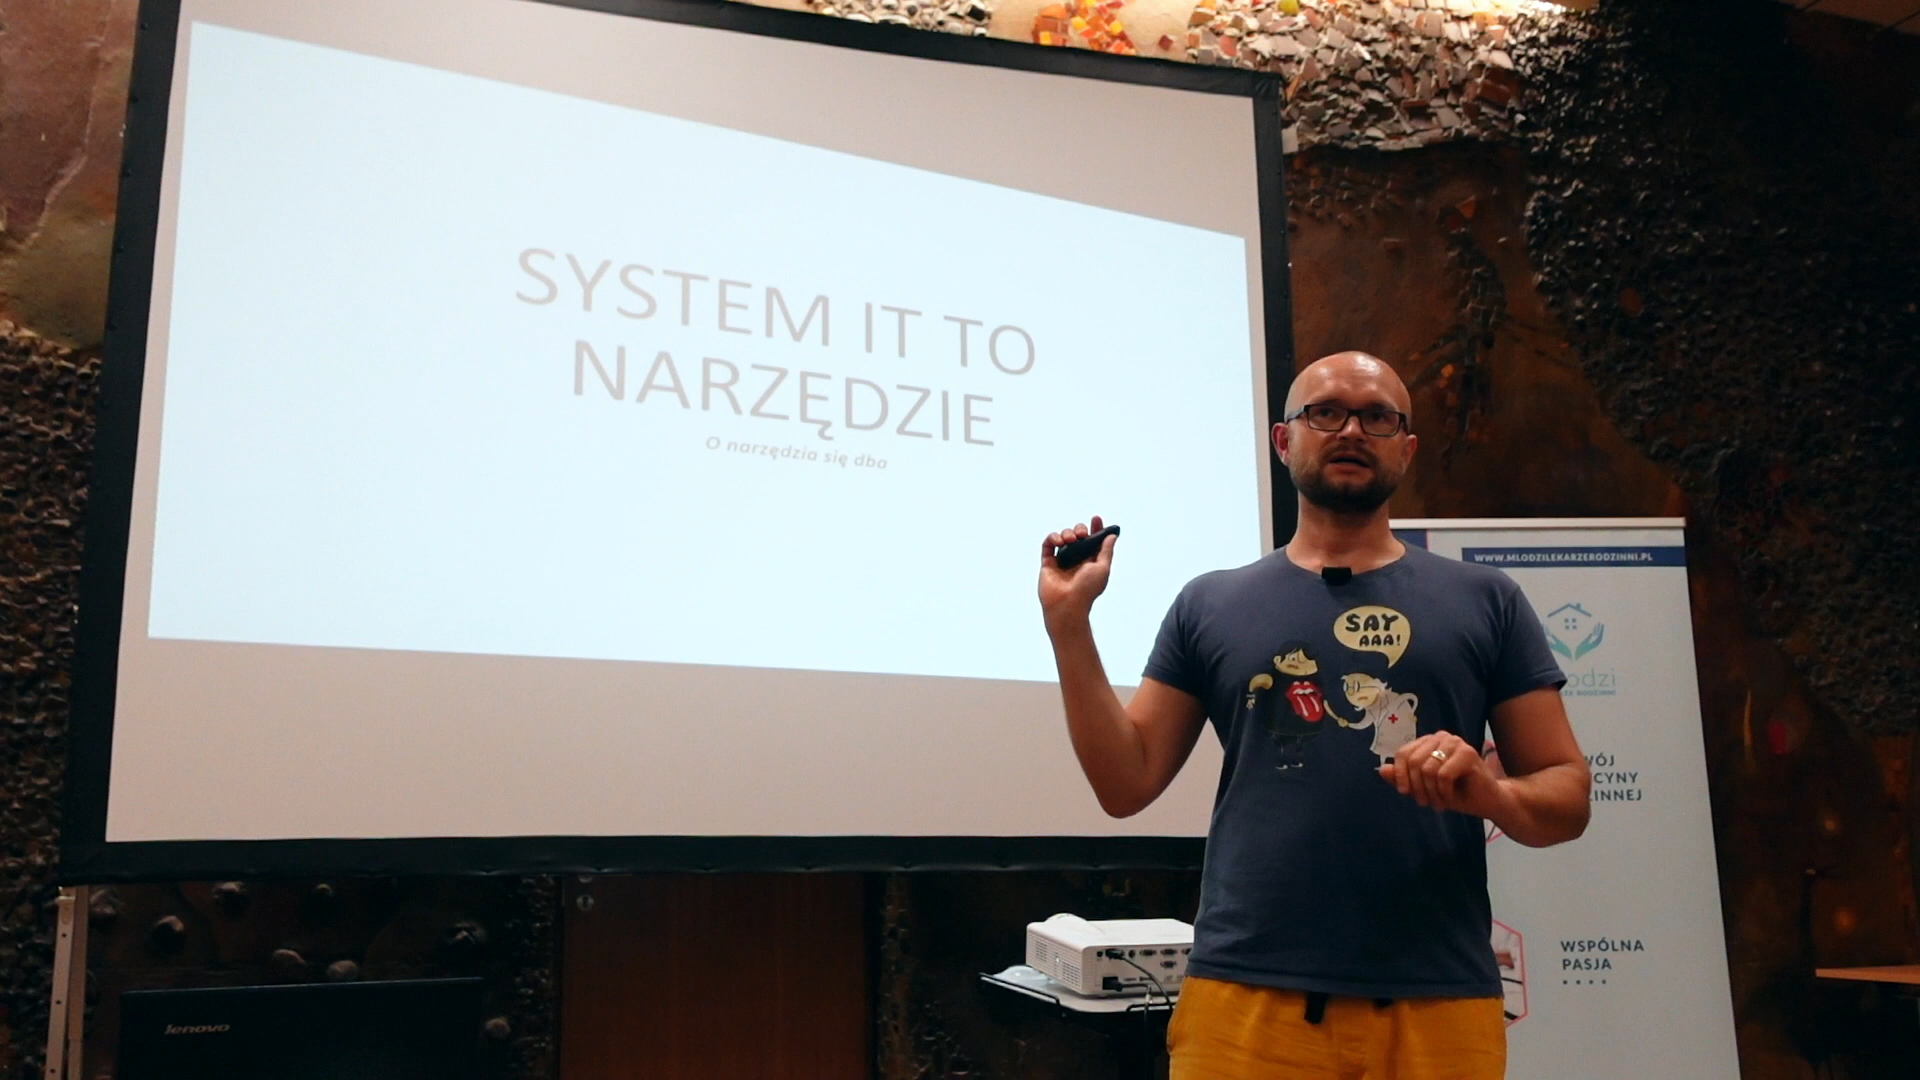 SYSTEM IT TO
NARZĘDZIE
O narzędzia się dba
WWW.MLODZILEKARZERODZINNI.PL
SAY
AAA!
WSPÓLNA
PASJA
lenovo